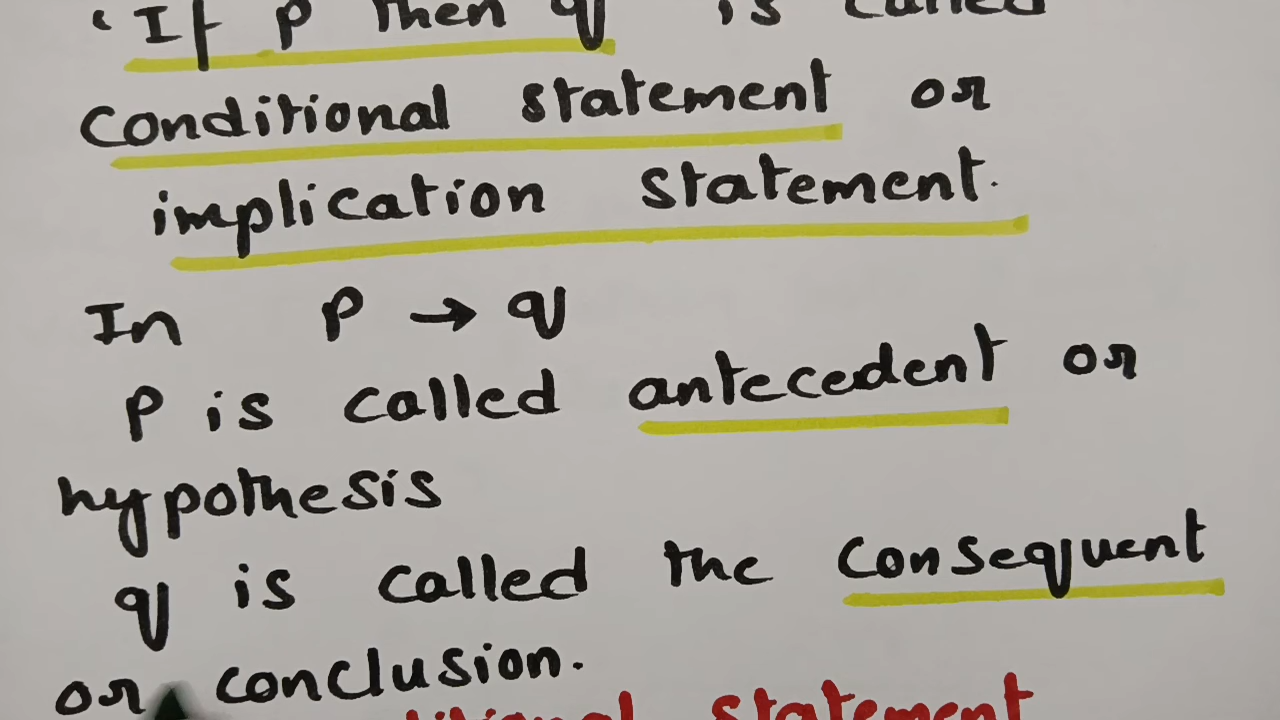 ‘If p then q is called
Conditional statement or
implication statement.
In p → q
p is called antecedent or
hypothesis
q is called the consequent
or conclusion.
statement